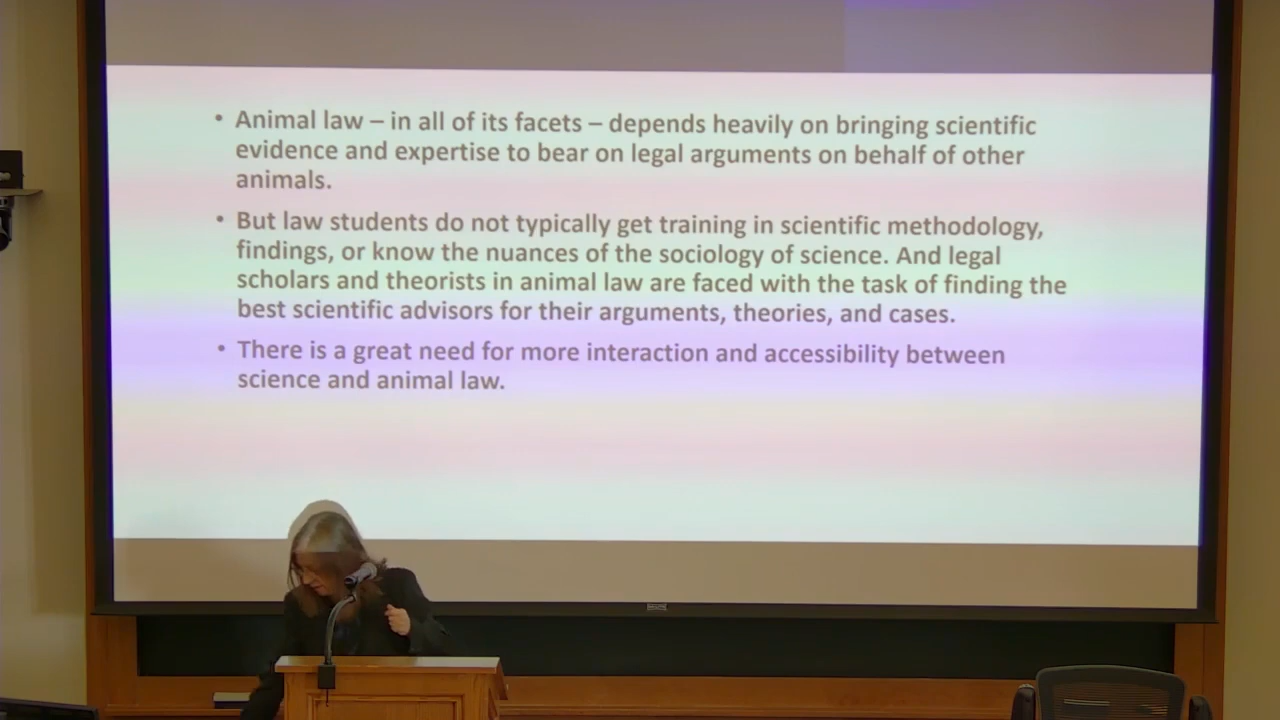 • Animal law – in all of its facets – depends heavily on bringing scientific
evidence and expertise to bear on legal arguments on behalf of other
animals.
• But law students do not typically get training in scientific methodology,
findings, or know the nuances of the sociology of science. And legal
scholars and theorists in animal law are faced with the task of finding the
best scientific advisors for their arguments, theories, and cases.
• There is a great need for more interaction and accessibility between
science and animal law.